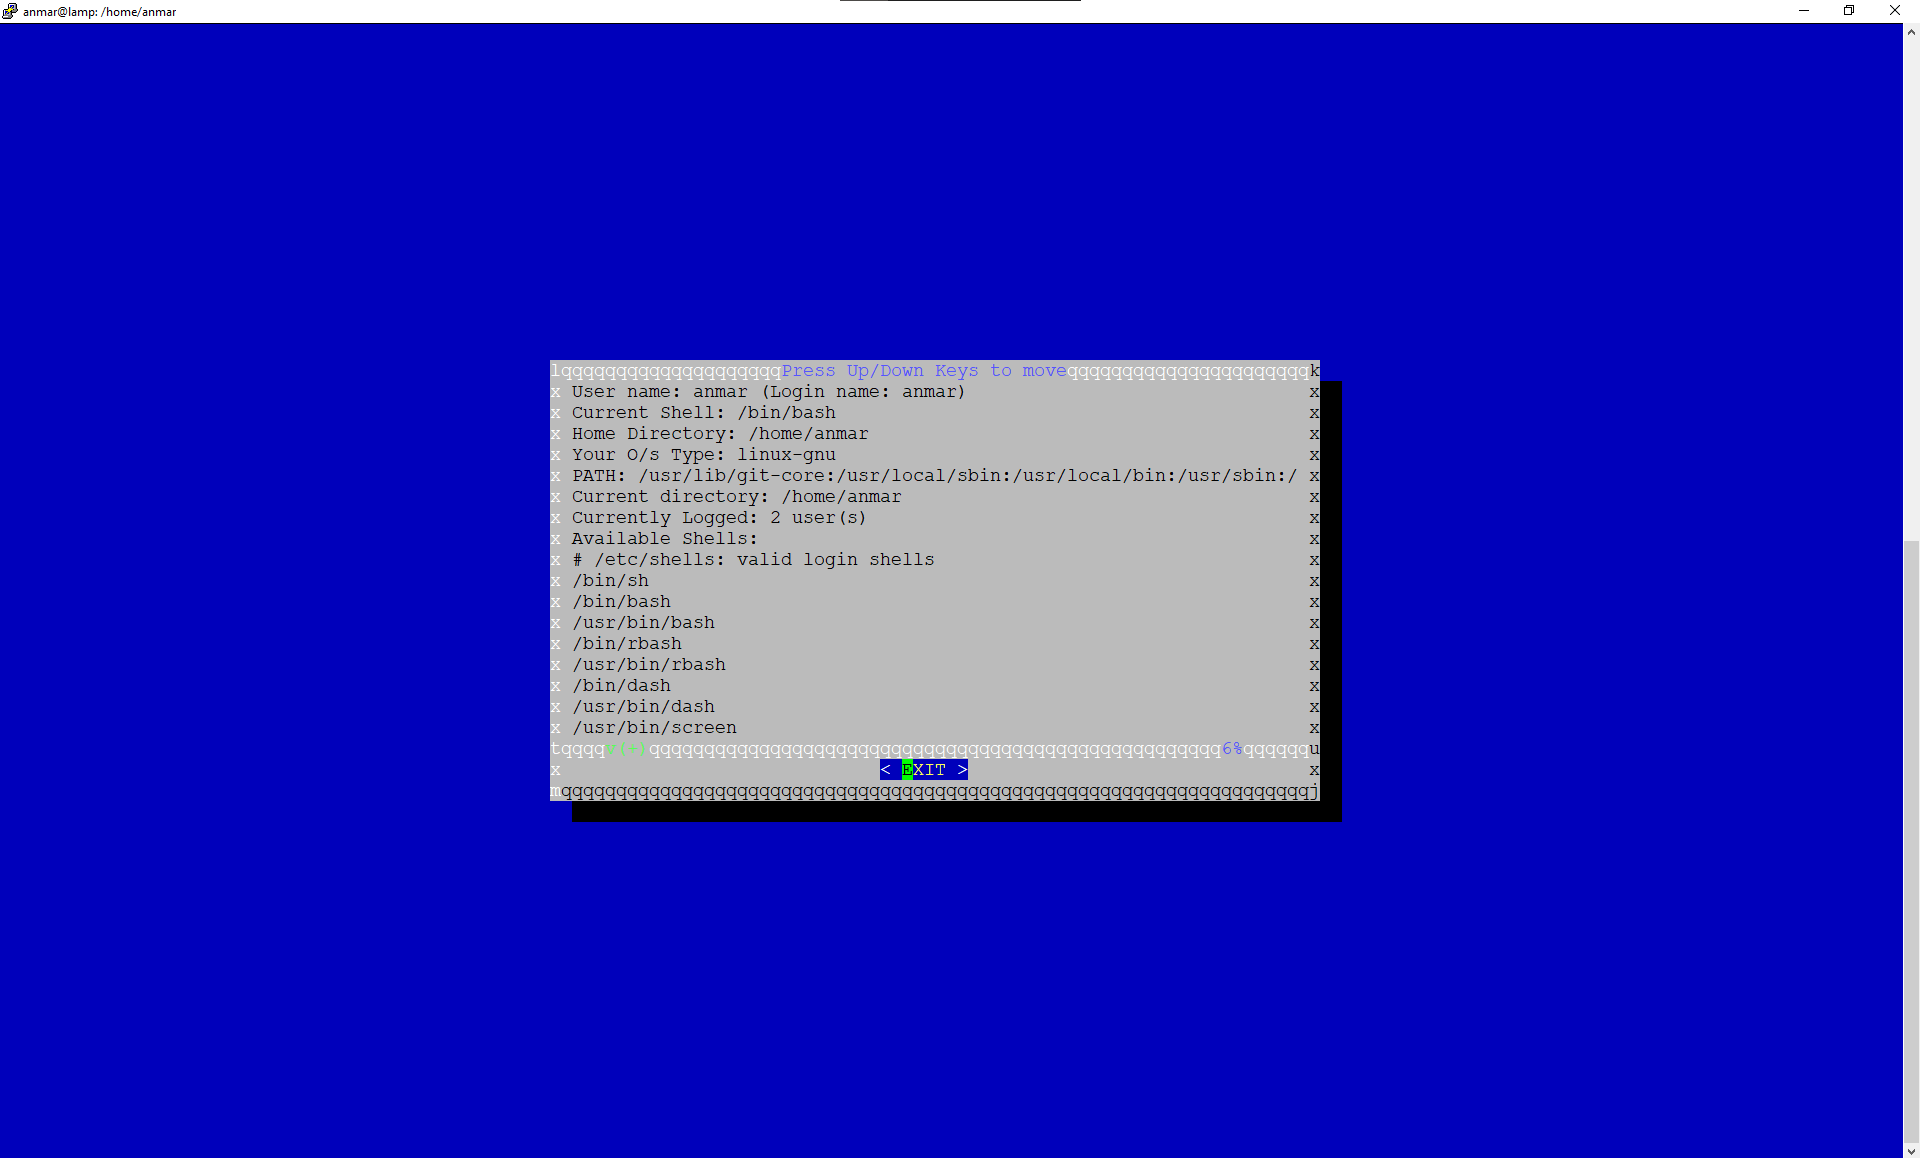 anmar@lamp: /home/anmar
lqqqqqqqqqqqqqqqqqqqqPress Up/Down Keys to moveqqqqqqqqqqqqqqqqqqqqqqk
x User name: anmar (Login name: anmar) x
x Current Shell: /bin/bash x
x Home Directory: /home/anmar x
x Your O/s Type: linux-gnu x
x PATH: /usr/lib/git-core:/usr/local/sbin:/usr/local/bin:/usr/sbin:/ x
x Current directory: /home/anmar x
x Currently Logged: 2 user(s) x
x Available Shells: x
x # /etc/shells: valid login shells x
x /bin/sh x
x /bin/bash x
x /usr/bin/bash x
x /bin/rbash x
x /usr/bin/rbash x
x /bin/dash x
x /usr/bin/dash x
x /usr/bin/screen x
tqqqqv(+)qqqqqqqqqqqqqqqqqqqqqqqqqqqqqqqqqqqqqqqqqqqqqqqqqqqq6%qqqqqqu
x < EXIT > x
mqqqqqqqqqqqqqqqqqqqqqqqqqqqqqqqqqqqqqqqqqqqqqqqqqqqqqqqqqqqqqqqqqqqqj